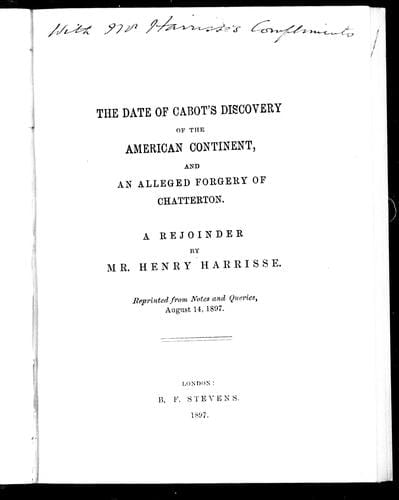 With Mr Harrisse's Compliments
THE DATE OF CABOT'S DISCOVERY
OF THE
AMERICAN CONTINENT,
AND
AN ALLEGED FORGERY OF
CHATTERTON.
A REJOINDER
BY
MR. HENRY HARRISSE.
Reprinted from Notes and Queries,
August 14, 1897.
LONDON:
B. F. STEVENS.
1897.